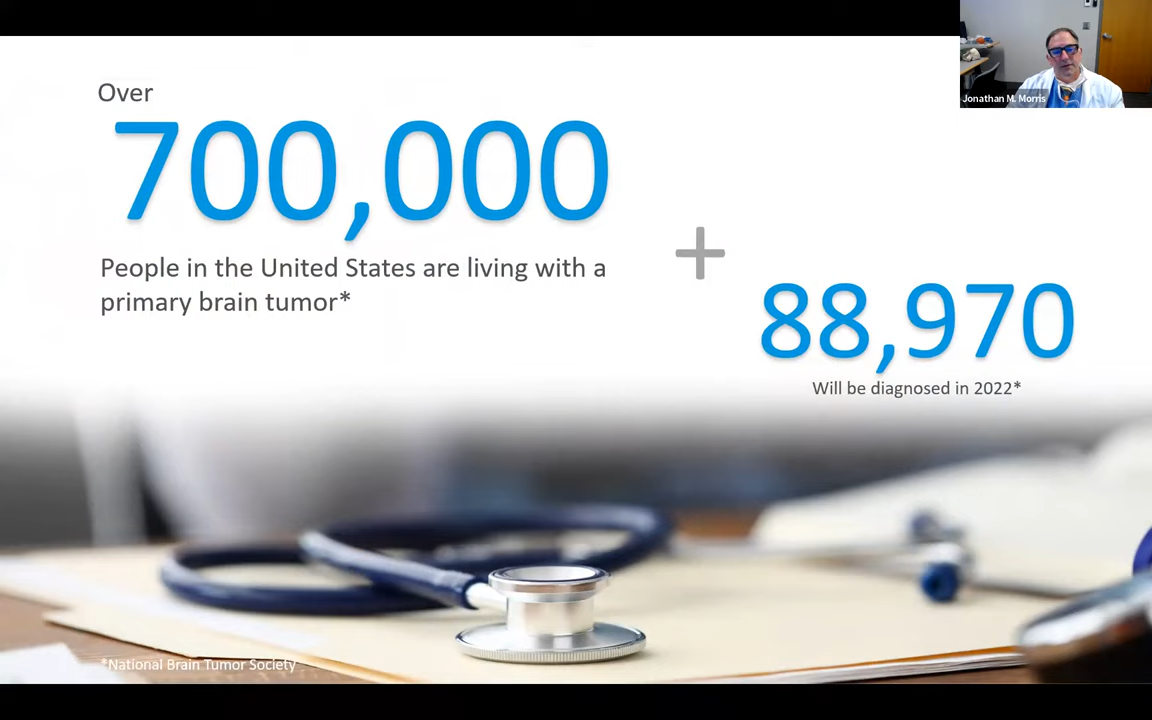 Over
700,000
People in the United States are living with a
primary brain tumor*
+
88,970
Will be diagnosed in 2022*
*National Brain Tumor Society
Jonathan M. Morris